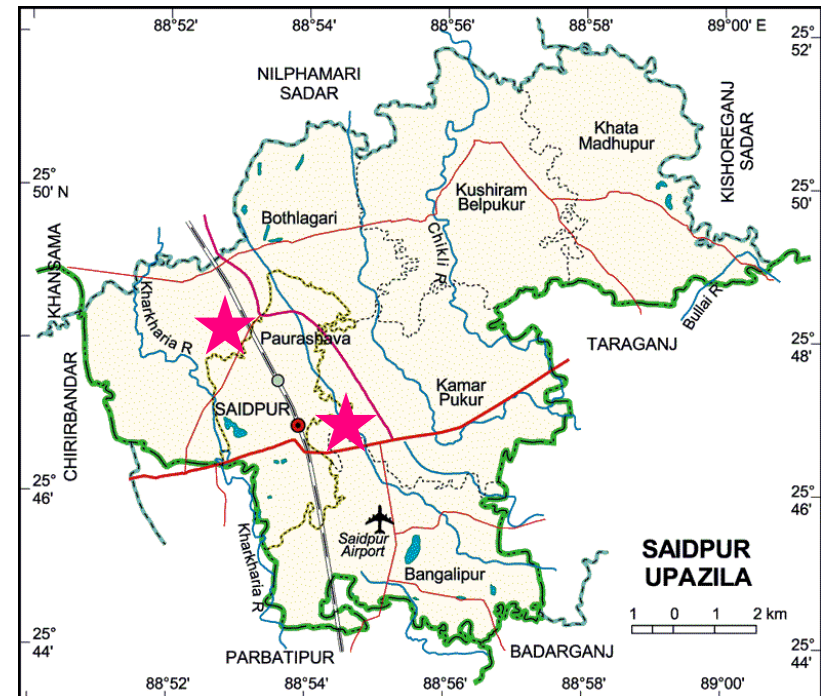 88°52' 88°54' 88°56' 88°58' 89°00' E
25°
52'
NILPHAMARI
SADAR
Khata
Madhupur
KISHOREGANJ
SADAR
25°
50' N
Kushiram
Belpukur
25°
50'
Bothlagari
Chikli R
KHANSAMA
Kharkharia R
Bullai R
Paurashava
TARAGANJ
25°
48'
Kamar
Pukur
CHIRIRBANDAR
SAIDPUR
25°
46'
25°
46'
Kharkharia R
Saidpur
Airport
Bangalipur
SAIDPUR
UPAZILA
1 0 1 2 km
25°
44'
PARBATIPUR
BADARGANJ
25°
44'
88°52' 88°54' 88°56' 88°58' 89°00'